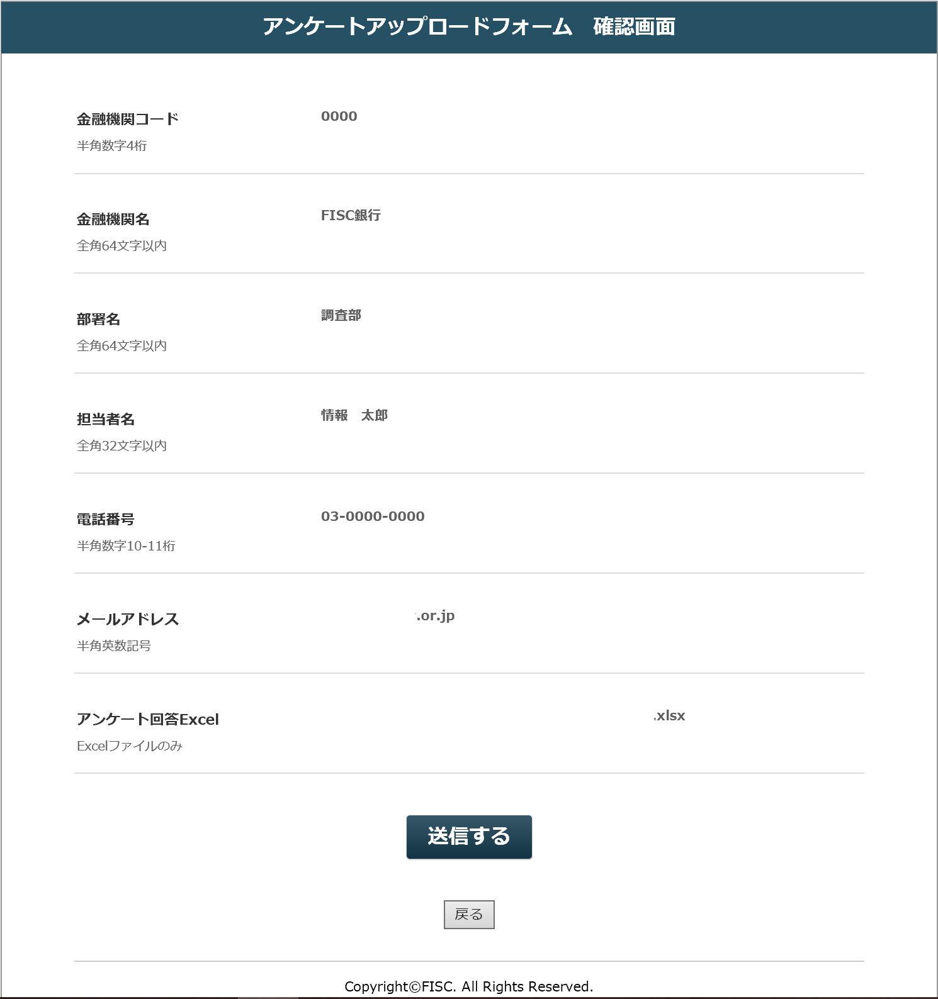 アンケートアップロードフォーム　確認画面
金融機関コード
0000
半角数字4桁
金融機関名
FISC銀行
全角64文字以内
部署名
調査部
全角64文字以内
担当者名
情報　太郎
全角32文字以内
電話番号
03-0000-0000
半角数字10-11桁
メールアドレス
.or.jp
半角英数記号
アンケート回答Excel
.xlsx
Excelファイルのみ
送信する
戻る
Copyright©FISC. All Rights Reserved.